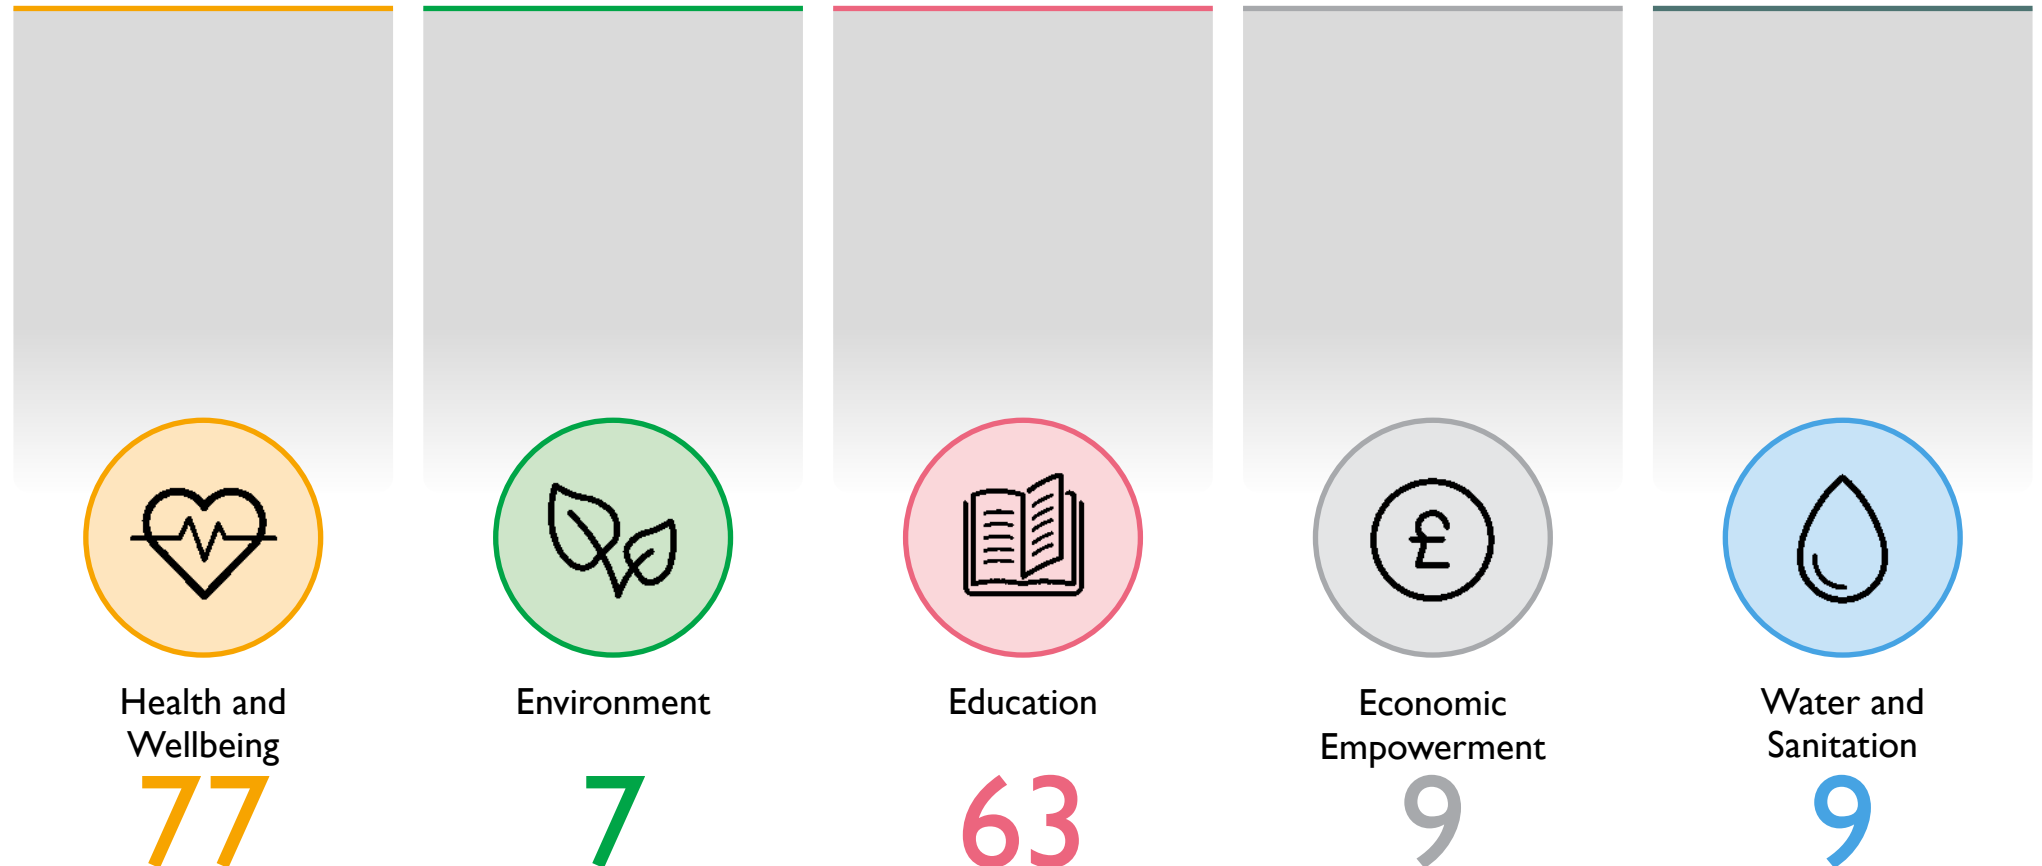 £
Health and
Wellbeing
77
Environment
7
Education
63
Economic
Empowerment
9
Water and
Sanitation
9